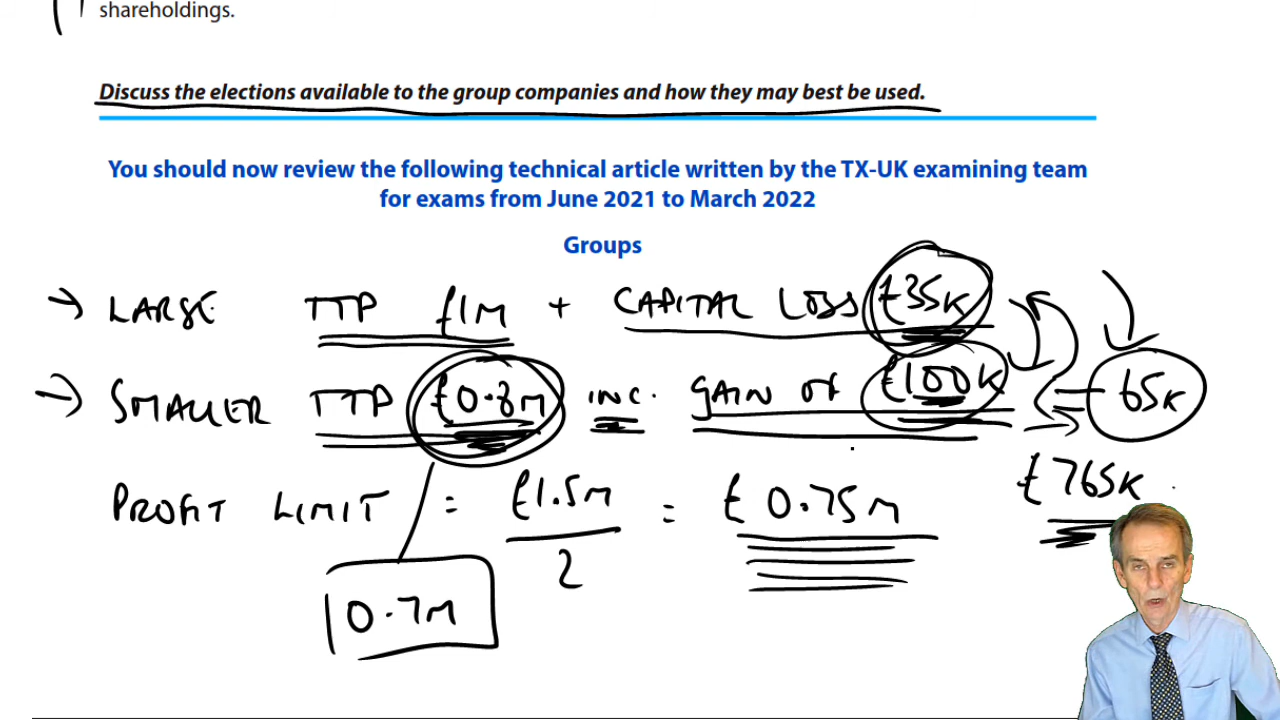 shareholdings.
Discuss the elections available to the group companies and how they may best be used.
You should now review the following technical article written by the TX-UK examining team
for exams from June 2021 to March 2022
Groups
→ LARGE TTP £1M + CAPITAL LOSS £35K
→ SMALLER TTP £0.8M INC. GAIN OF £100K 65K
£765K
PROFIT LIMIT = £1.5M / 2 = £0.75M
0.7M